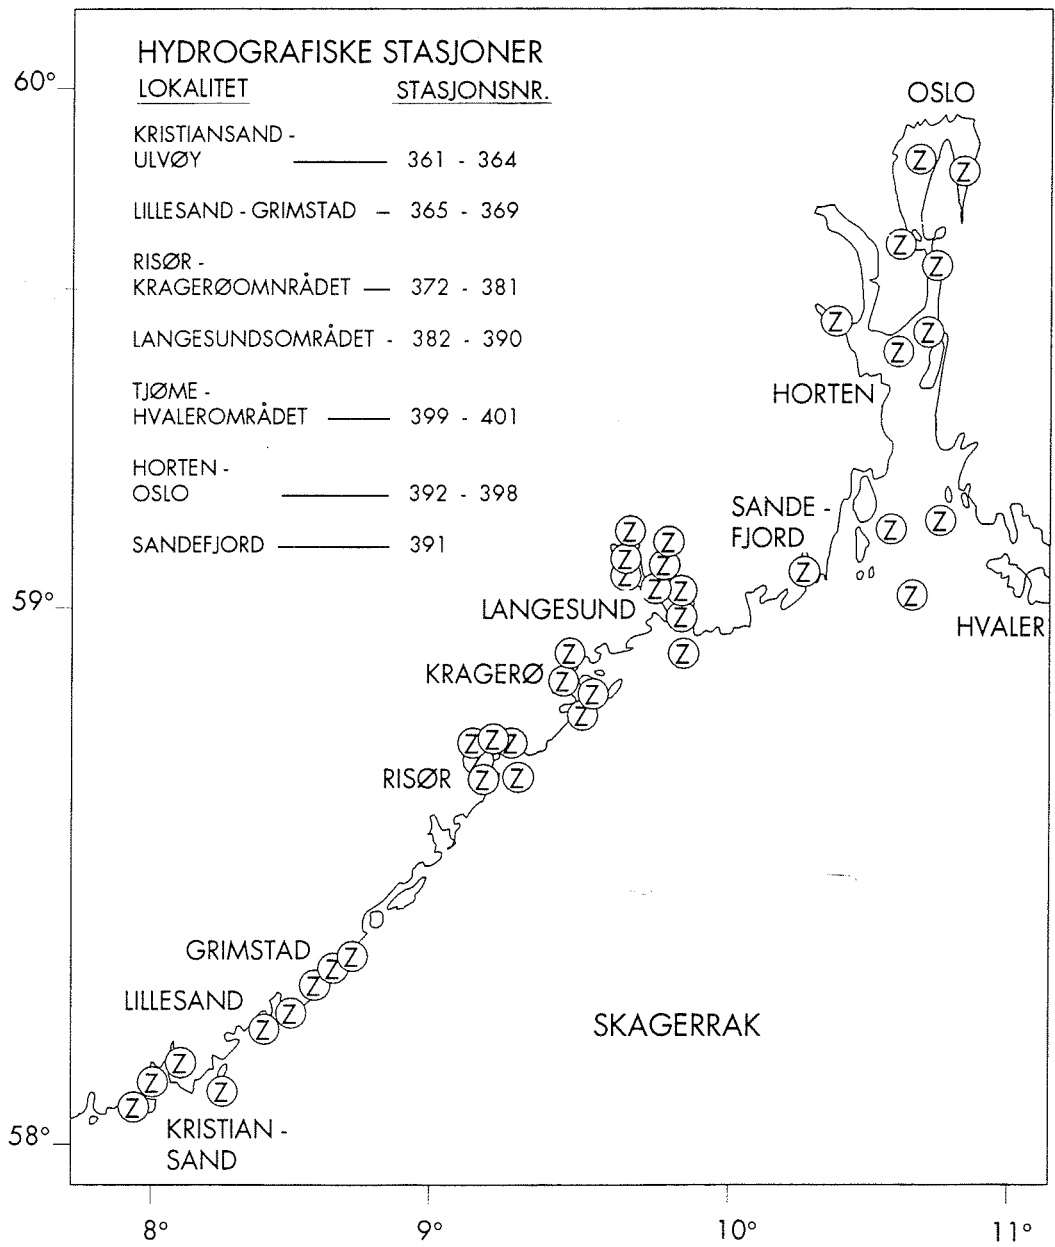 HYDROGRAFISKE STASJONER
LOKALITET STASJONSNR.
KRISTIANSAND -
ULVØY ——— 361 - 364
LILLESAND - GRIMSTAD – 365 - 369
RISØR -
KRAGERØOMNRÅDET — 372 - 381
LANGESUNDSOMRÅDET - 382 - 390
TJØME -
HVALEROMRÅDET —— 399 - 401
HORTEN -
OSLO ——— 392 - 398
SANDEFJORD ——— 391
60°
OSLO
Z
Z
Z
Z
Z
Z
Z
HORTEN
SANDE -
FJORD
Z
Z
Z
Z
HVALER
59°
Z
Z
Z
Z
Z
Z
Z
Z
Z
LANGESUND
KRAGERØ
Z
Z
Z
Z
RISØR
Z
Z
Z
Z
Z
Z
GRIMSTAD
Z
Z
Z
LILLESAND
Z
Z
SKAGERRAK
Z
Z
Z
Z
KRISTIAN -
SAND
58°
8° 9° 10° 11°